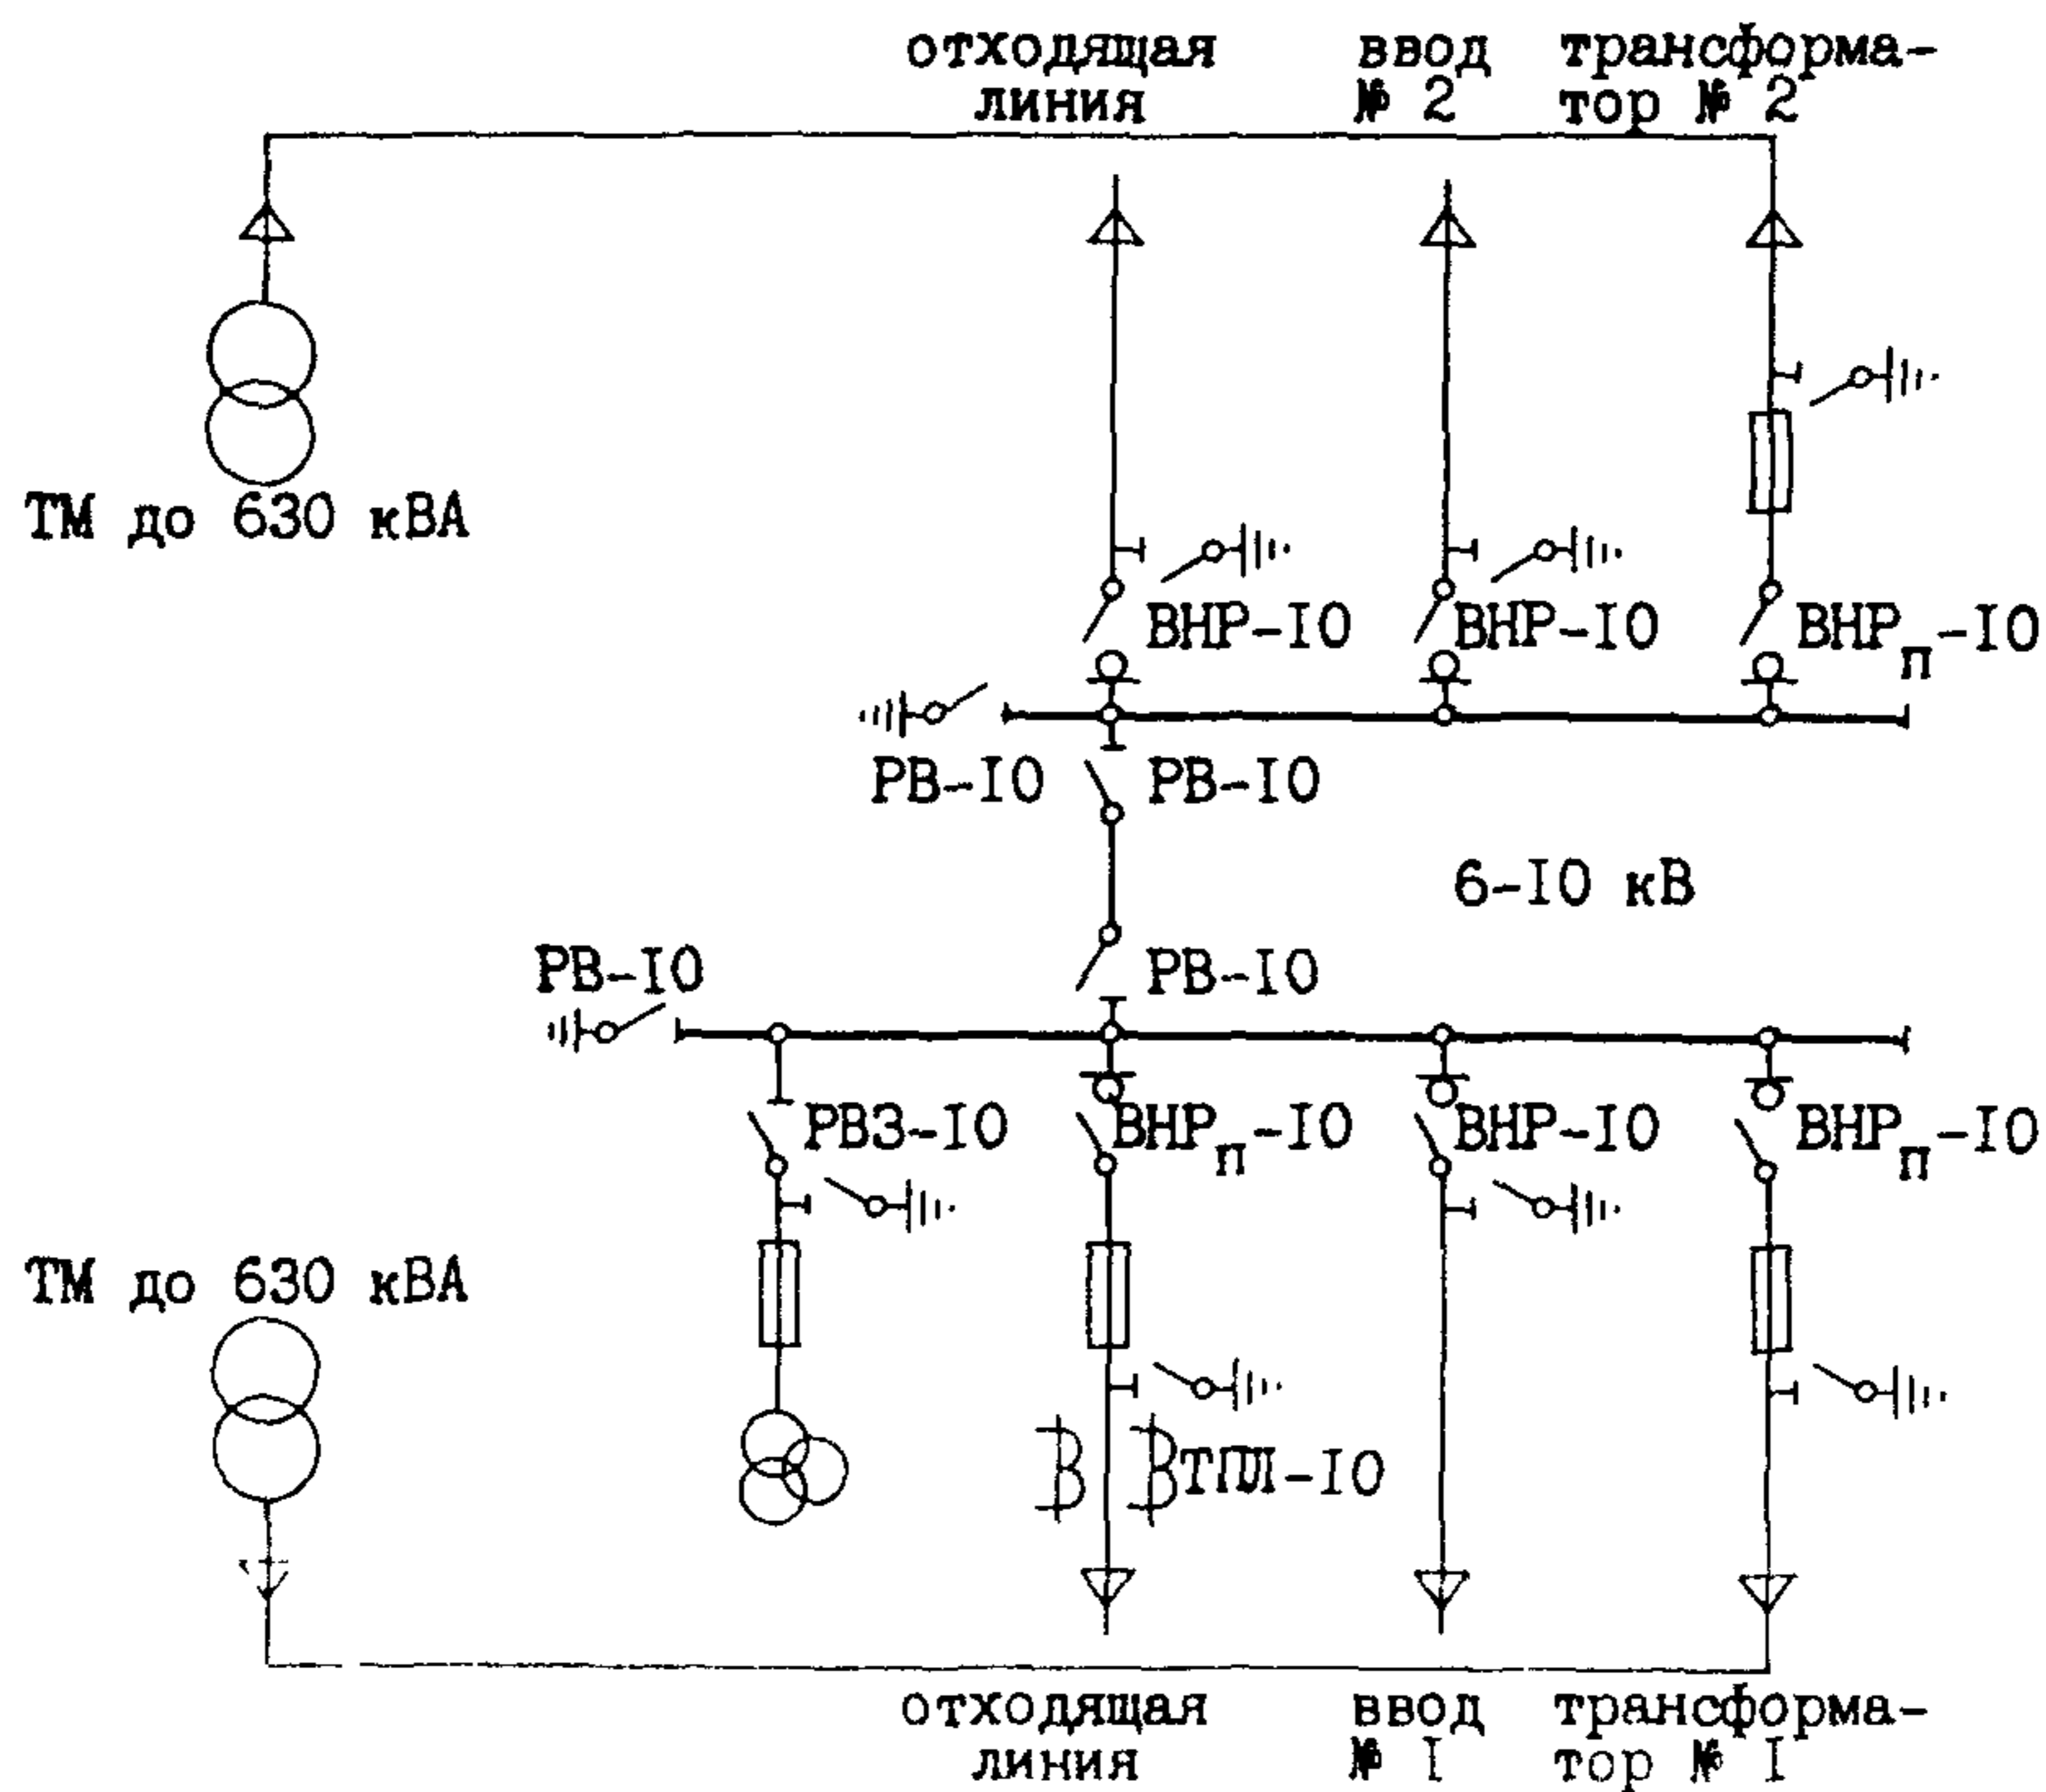 отходящая
линия
ввод
№ 2
трансформа-
тор № 2
ТМ до 630 кВА
ВНР-10
ВНР-10
ВНРп-10
РВ-10
РВ-10
6-10 кВ
РВ-10
РВ-10
РВЗ-10
ВНРп-10
ВНР-10
ВНРп-10
ТМ до 630 кВА
ТПЛ-10
отходящая
линия
ввод
№ 1
трансформа-
тор № 1